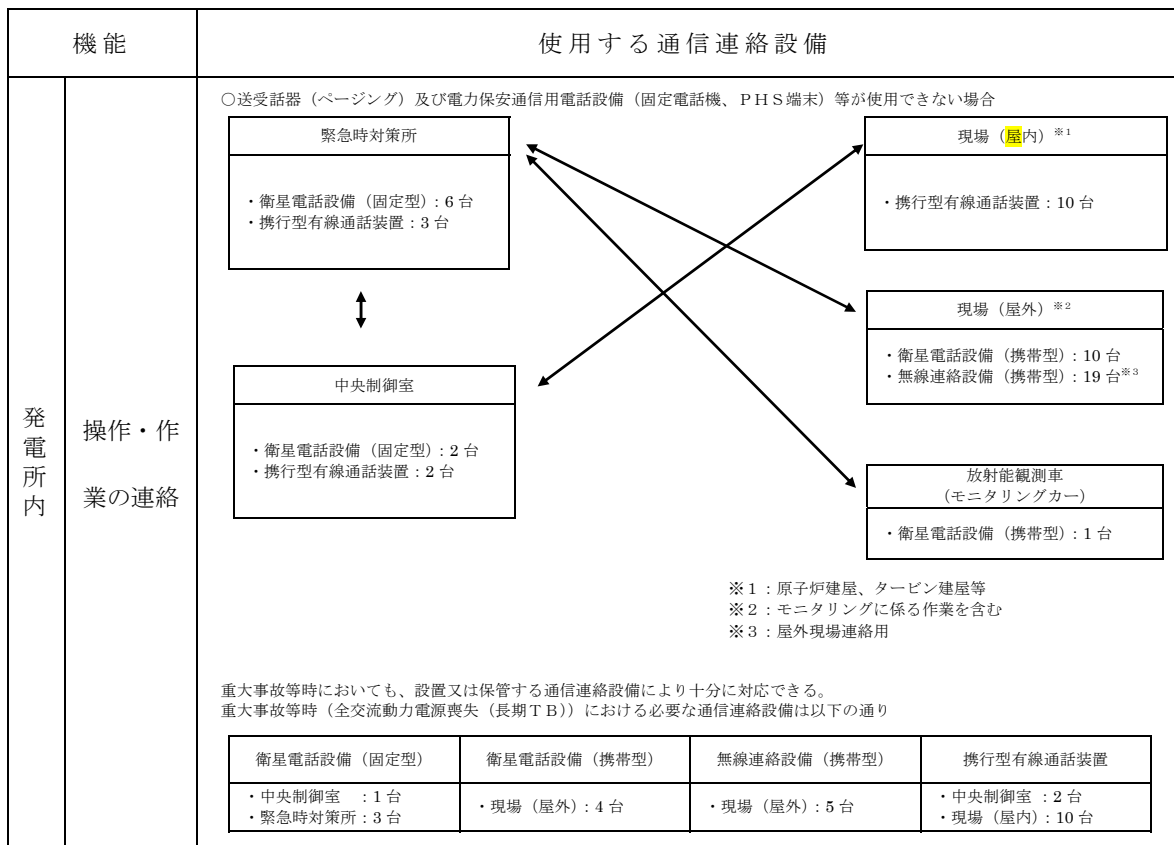 機能
使用する通信連絡設備
発電所内
操作・作
業の連絡
○送受話器（ページング）及び電力保安通信用電話設備（固定電話機、ＰＨＳ端末）等が使用できない場合
緊急時対策所
・衛星電話設備（固定型）：6 台
・携行型有線通話装置：3 台
現場（屋内）※1
・携行型有線通話装置：10 台
現場（屋外）※2
・衛星電話設備（携帯型）：10 台
・無線連絡設備（携帯型）：19 台※3
中央制御室
・衛星電話設備（固定型）：2 台
・携行型有線通話装置：2 台
放射能観測車
（モニタリングカー）
・衛星電話設備（携帯型）：1 台
※１：原子炉建屋、タービン建屋等
※２：モニタリングに係る作業を含む
※３：屋外現場連絡用
重大事故等時においても、設置又は保管する通信連絡設備により十分に対応できる。
重大事故等時（全交流動力電源喪失（長期ＴＢ））における必要な通信連絡設備は以下の通り
衛星電話設備（固定型） 衛星電話設備（携帯型） 無線連絡設備（携帯型） 携行型有線通話装置
・中央制御室　：1 台
・緊急時対策所：3 台
・現場（屋外）：4 台
・現場（屋外）：5 台
・中央制御室 ：2 台
・現場（屋内）：10 台